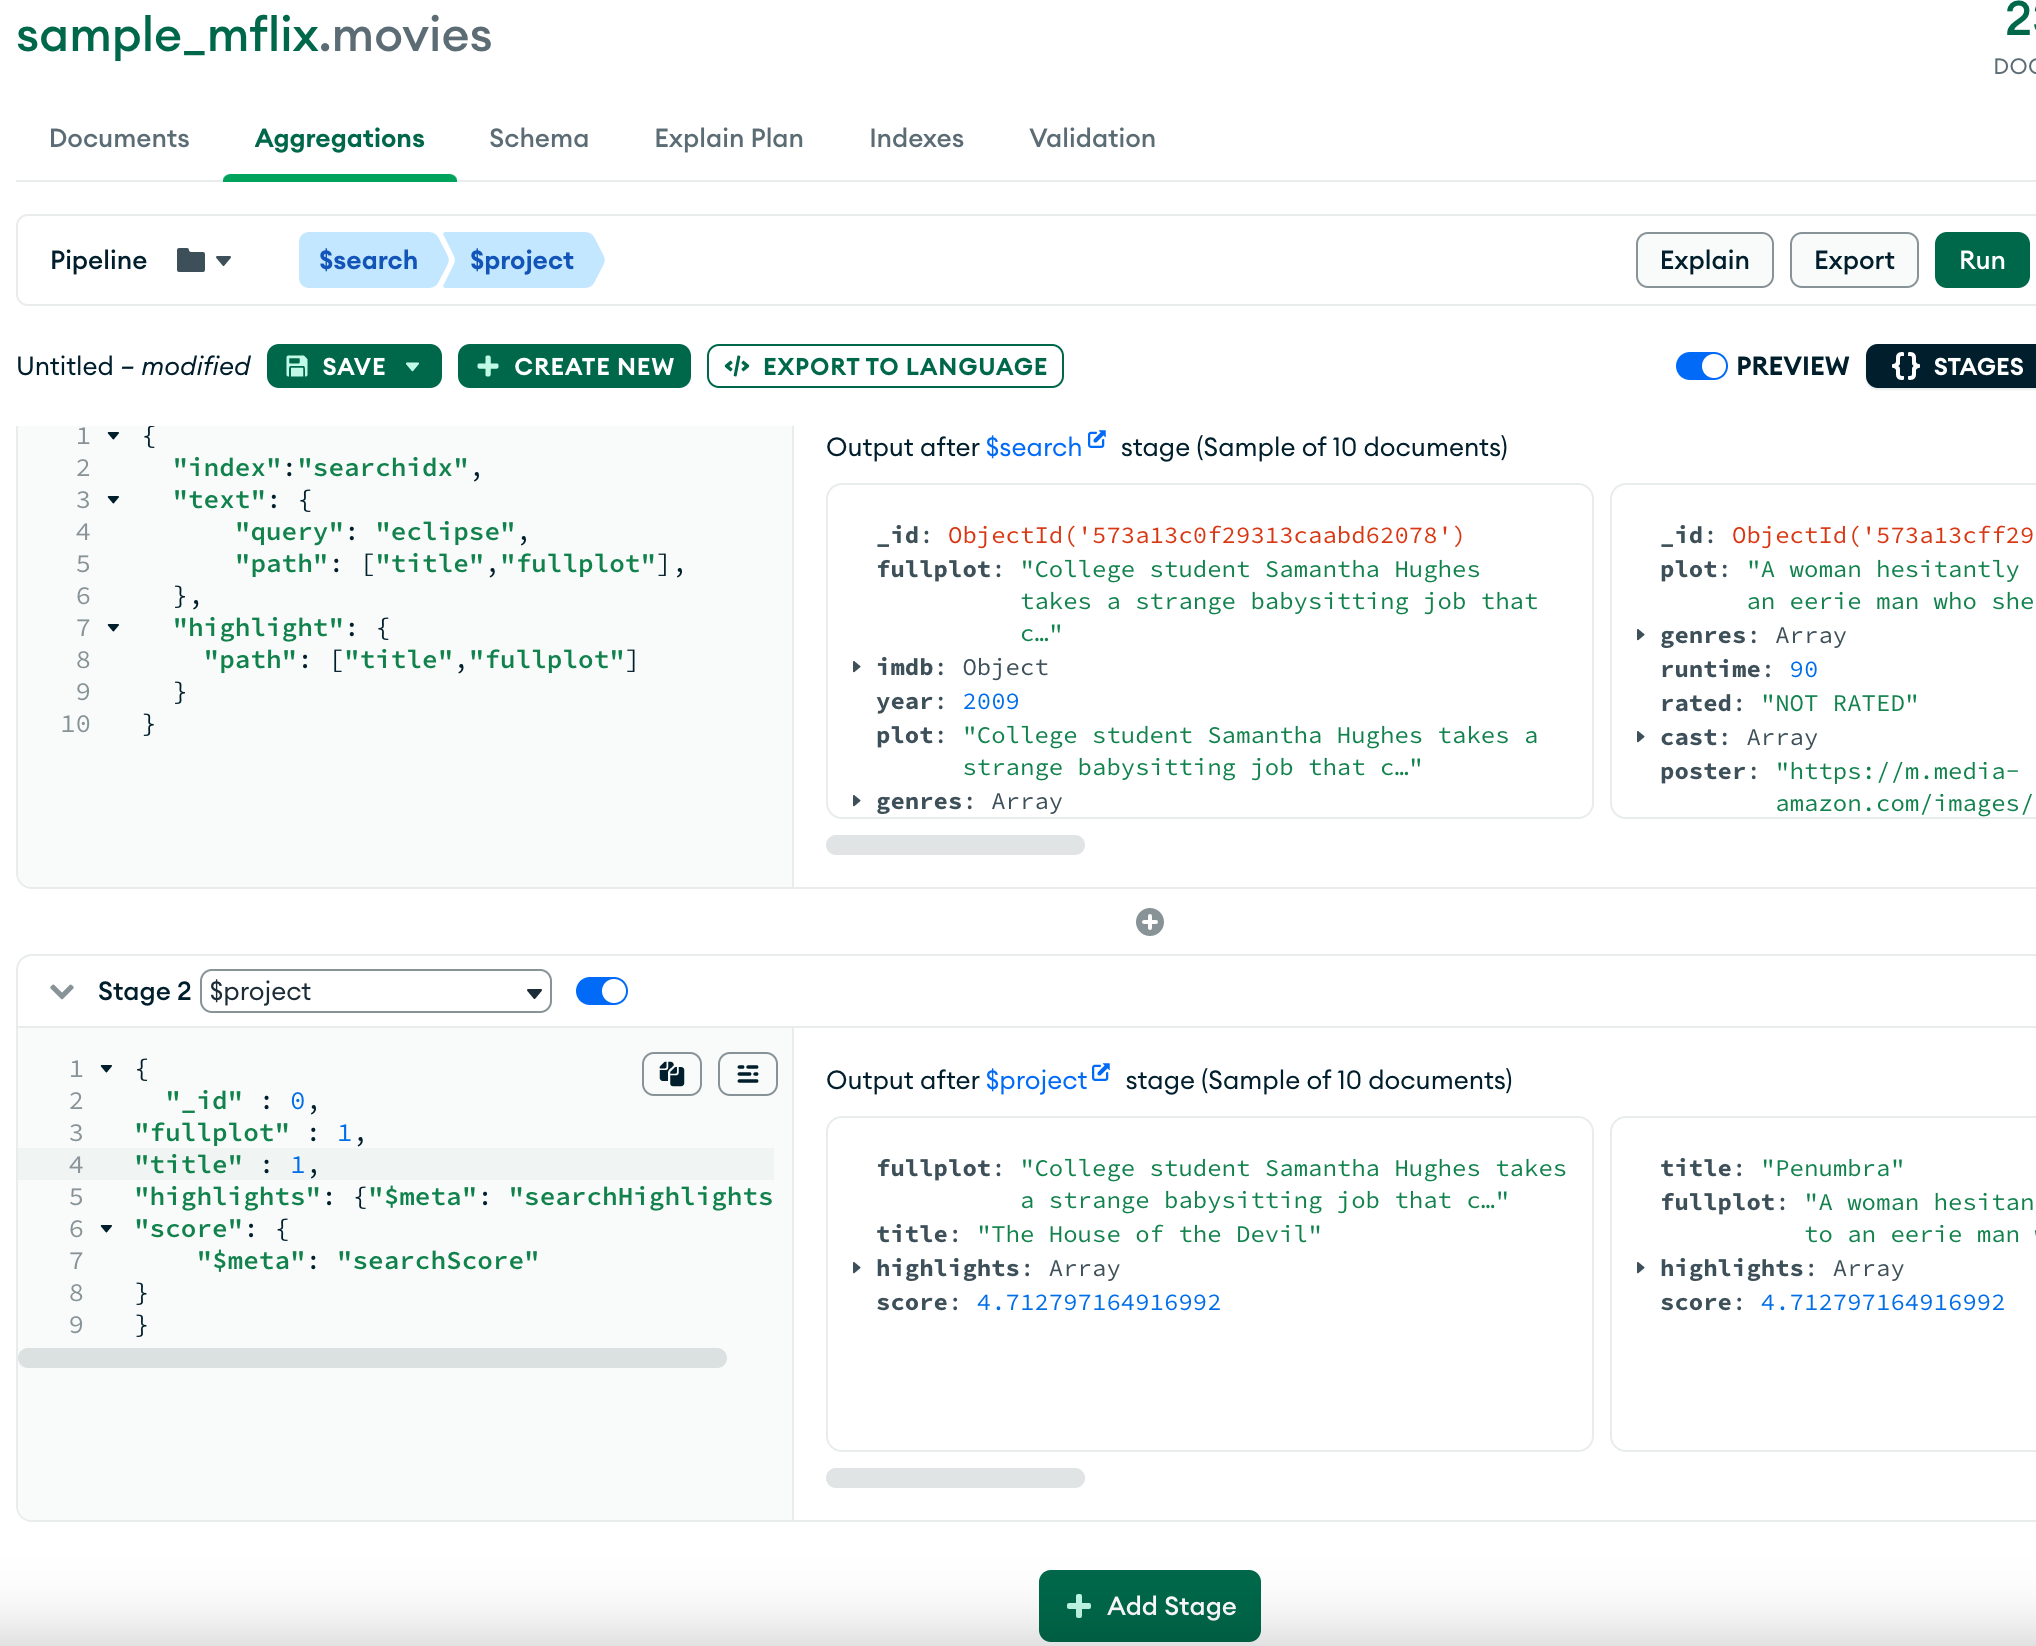 sample_mflix.movies
Documents Aggregations Schema Explain Plan Indexes Validation
Pipeline $search $project Explain Export Run
Untitled – modified SAVE CREATE NEW </> EXPORT TO LANGUAGE PREVIEW {} STAGES
1 {
2 "index":"searchidx",
3 "text": {
4 "query": "eclipse",
5 "path": ["title","fullplot"],
6 },
7 "highlight": {
8 "path": ["title","fullplot"]
9 }
10 }
Output after $search stage (Sample of 10 documents)
_id: ObjectId('573a13c0f29313caabd62078')
fullplot: "College student Samantha Hughes
takes a strange babysitting job that
c…"
imdb: Object
year: 2009
plot: "College student Samantha Hughes takes a
strange babysitting job that c…"
genres: Array
_id: ObjectId('573a13cff29
plot: "A woman hesitantly
an eerie man who she
genres: Array
runtime: 90
rated: "NOT RATED"
cast: Array
poster: "https://m.media-
amazon.com/images/
Stage 2 $project
1 {
2 "_id" : 0,
3 "fullplot" : 1,
4 "title" : 1,
5 "highlights": {"$meta": "searchHighlights
6 "score": {
7 "$meta": "searchScore"
8 }
9 }
Output after $project stage (Sample of 10 documents)
fullplot: "College student Samantha Hughes takes
a strange babysitting job that c…"
title: "The House of the Devil"
highlights: Array
score: 4.712797164916992
title: "Penumbra"
fullplot: "A woman hesitan
to an eerie man
highlights: Array
score: 4.712797164916992
Add Stage